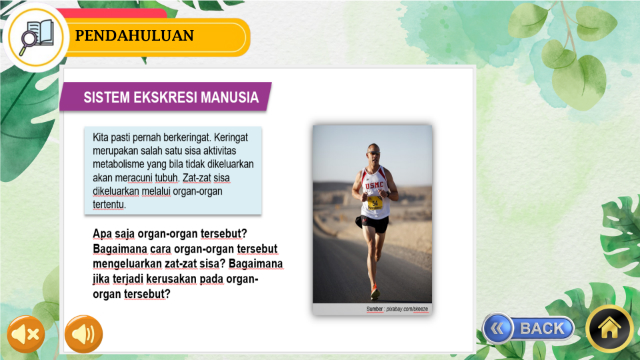 PENDAHULUAN
SISTEM EKSKRESI MANUSIA
Kita pasti pernah berkeringat. Keringat
merupakan salah satu sisa aktivitas
metabolisme yang bila tidak dikeluarkan
akan meracuni tubuh. Zat-zat sisa
dikeluarkan melalui organ-organ
tertentu.
Apa saja organ-organ tersebut?
Bagaimana cara organ-organ tersebut
mengeluarkan zat-zat sisa? Bagaimana
jika terjadi kerusakan pada organ-
organ tersebut?
USMC
Sumber : pixabay.com/skeeze
BACK